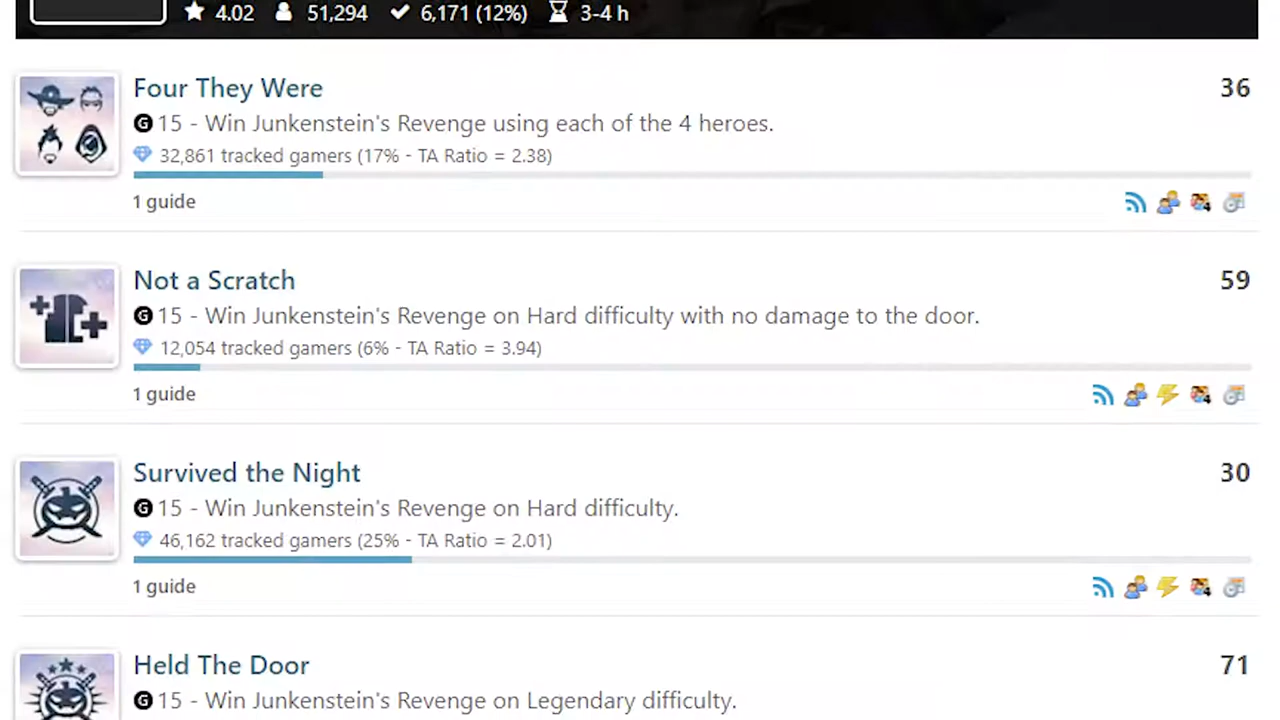 4.02 51,294 6,171 (12%) 3-4 h
Four They Were 36
G 15 - Win Junkenstein's Revenge using each of the 4 heroes.
32,861 tracked gamers (17% - TA Ratio = 2.38)
1 guide
Not a Scratch 59
G 15 - Win Junkenstein's Revenge on Hard difficulty with no damage to the door.
12,054 tracked gamers (6% - TA Ratio = 3.94)
1 guide
Survived the Night 30
G 15 - Win Junkenstein's Revenge on Hard difficulty.
46,162 tracked gamers (25% - TA Ratio = 2.01)
1 guide
Held The Door 71
G 15 - Win Junkenstein's Revenge on Legendary difficulty.